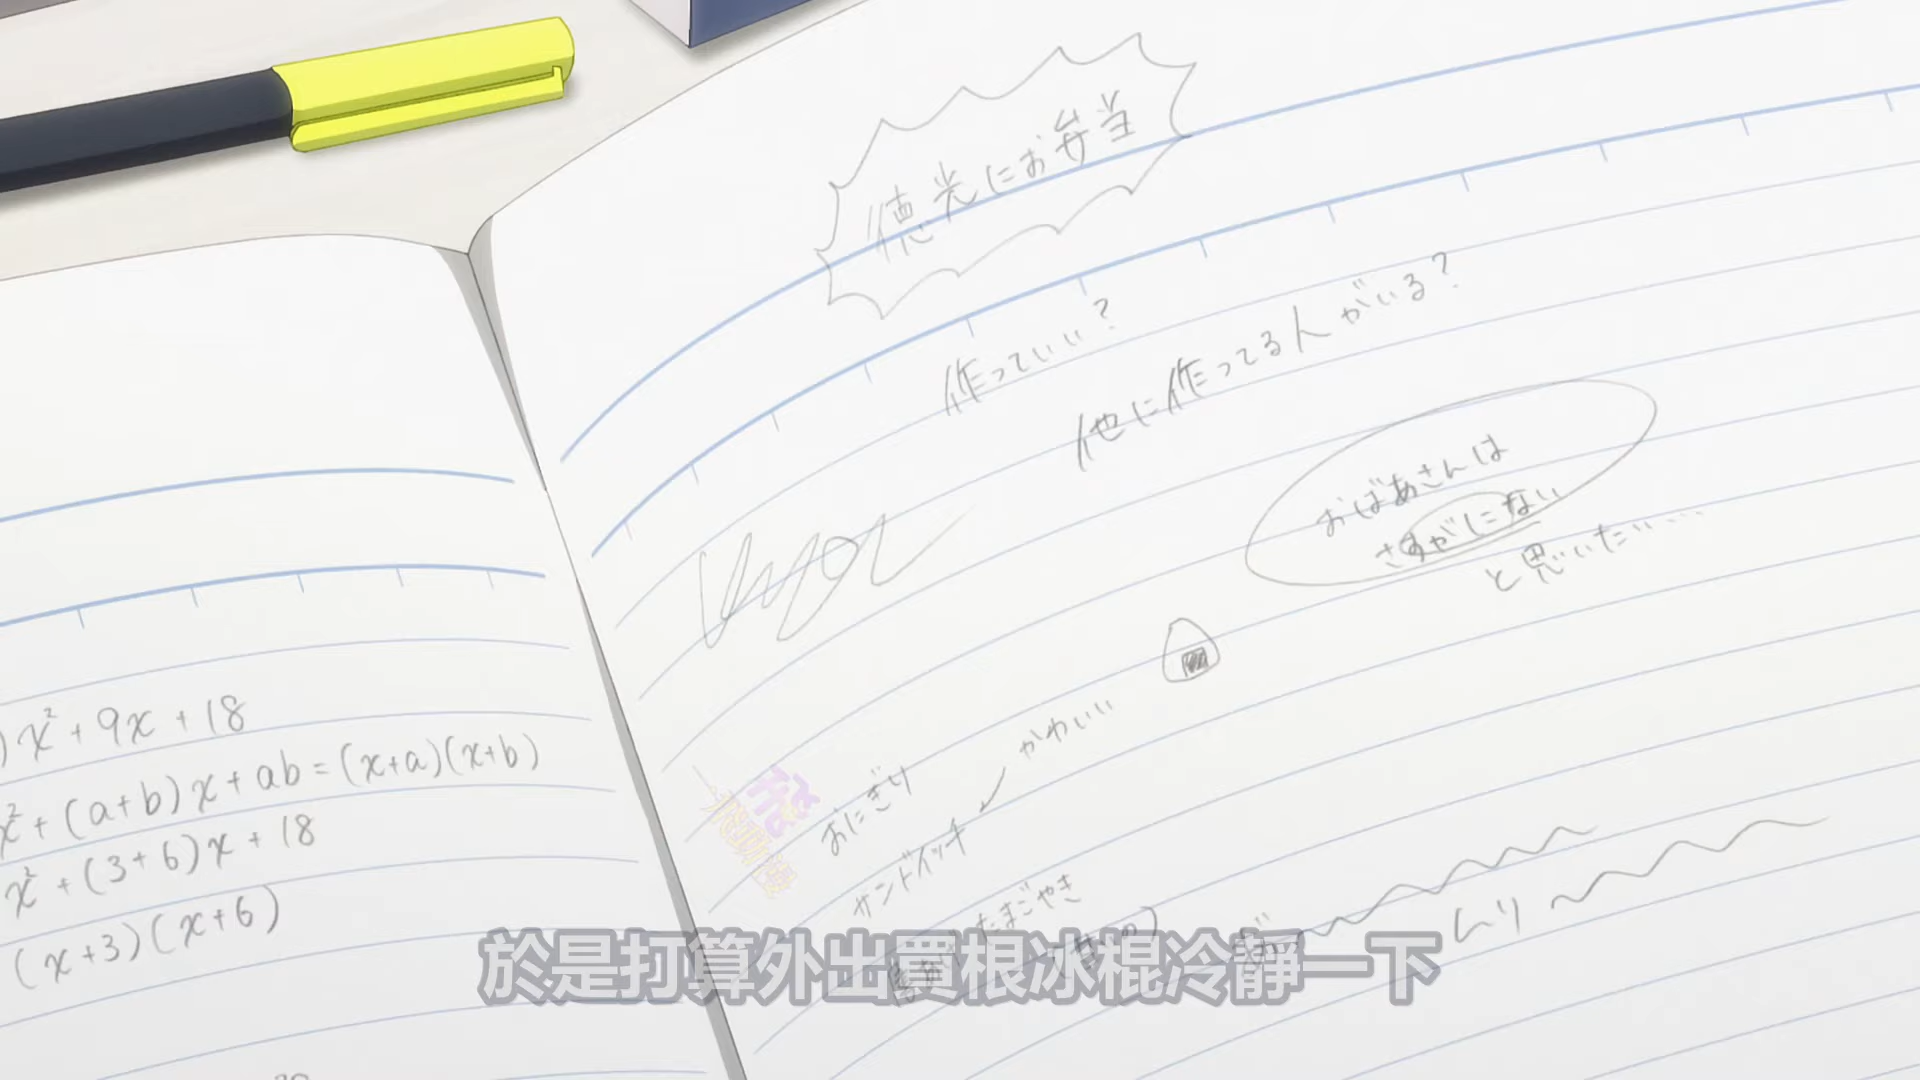 徳光にお弁当
作っていい?
他に作ってる人がいる?
おばあさんは
さすがにない
と思いたい……
かわいい
おにぎり
サンドイッチ
たまごやき
ムリ
)x²+9x+18
x²+(a+b)x+ab=(x+a)(x+b)
x²+(3+6)x+18
(x+3)(x+6)
於是打算外出買根冰棍冷靜一下